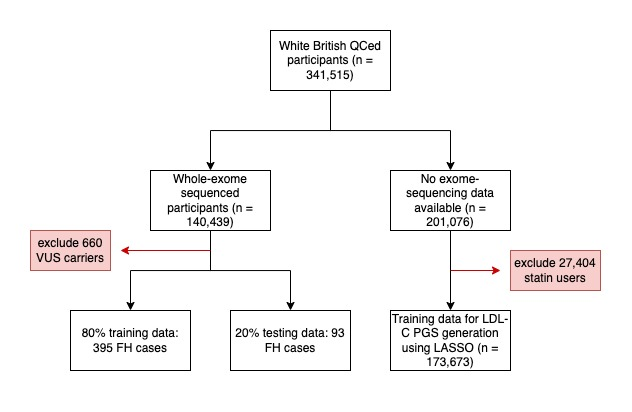 White British QCed
participants (n =
341,515)
Whole-exome
sequenced
participants (n =
140,439)
No exome-
sequencing data
available (n =
201,076)
exclude 660
VUS carriers
exclude 27,404
statin users
80% training data:
395 FH cases
20% testing data: 93
FH cases
Training data for LDL-
C PGS generation
using LASSO (n =
173,673)